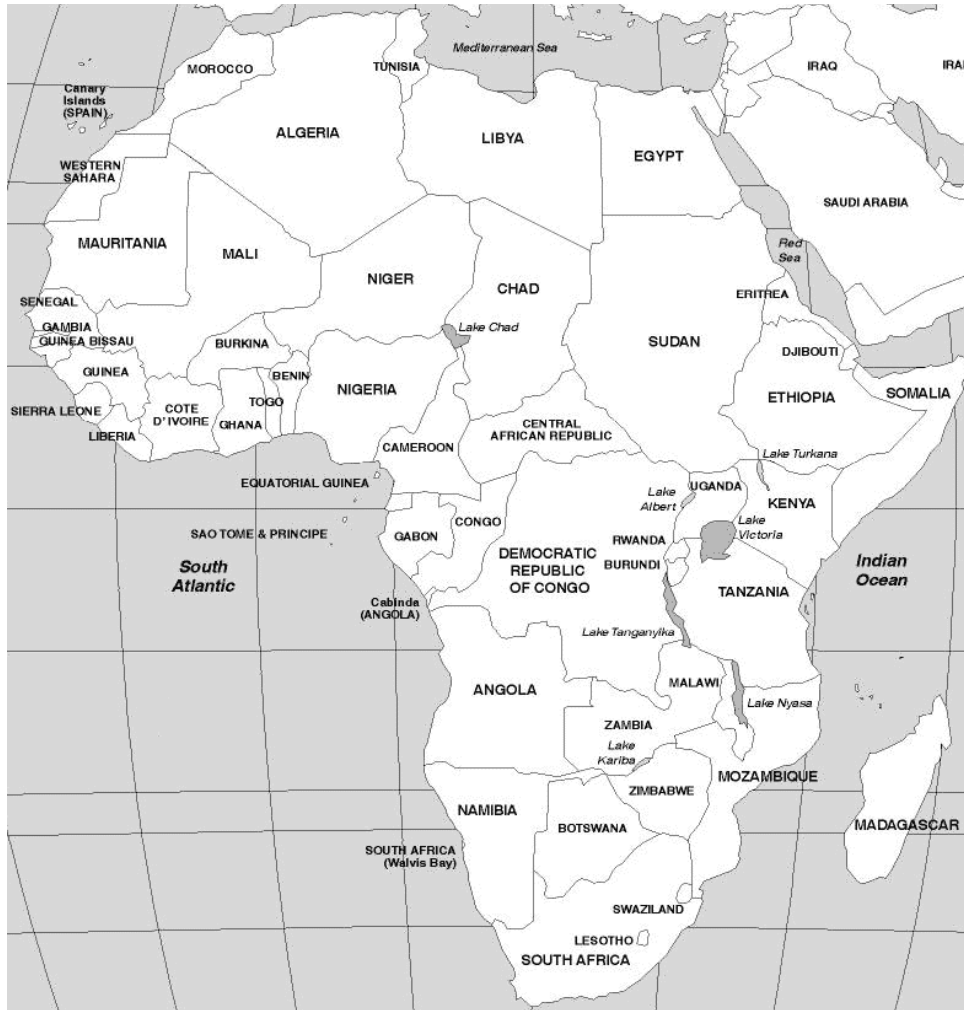 Mediterranean Sea
MOROCCO
TUNISIA
IRAQ
IRAN
Canary
Islands
(SPAIN)
ALGERIA
LIBYA
EGYPT
WESTERN
SAHARA
SAUDI ARABIA
MAURITANIA
MALI
NIGER
CHAD
Red
Sea
SENEGAL
ERITREA
GAMBIA
Lake Chad
GUINEA BISSAU
BURKINA
SUDAN
DJIBOUTI
GUINEA
BENIN
NIGERIA
ETHIOPIA
SOMALIA
TOGO
SIERRA LEONE
COTE
D'IVOIRE
GHANA
LIBERIA
CENTRAL
AFRICAN REPUBLIC
CAMEROON
Lake Turkana
EQUATORIAL GUINEA
Lake
Albert
UGANDA
KENYA
SAO TOME & PRINCIPE
GABON
CONGO
Lake
Victoria
RWANDA
DEMOCRATIC
REPUBLIC
OF CONGO
BURUNDI
South
Atlantic
Indian
Ocean
TANZANIA
Cabinda
(ANGOLA)
Lake Tanganyika
ANGOLA
MALAWI
Lake Nyasa
ZAMBIA
Lake
Kariba
MOZAMBIQUE
ZIMBABWE
NAMIBIA
BOTSWANA
MADAGASCAR
SOUTH AFRICA
(Walvis Bay)
SWAZILAND
LESOTHO
SOUTH AFRICA